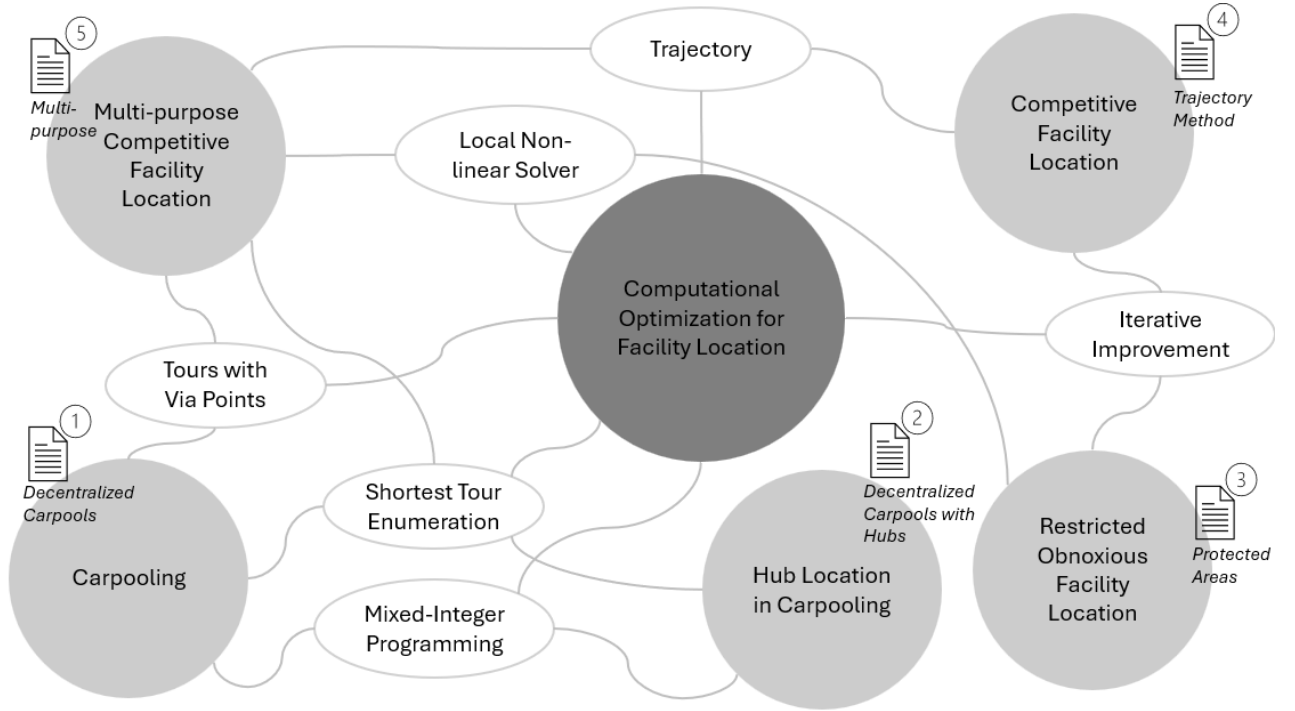 5
Multi-
purpose
Multi-purpose
Competitive
Facility
Location
Trajectory
4
Trajectory
Method
Competitive
Facility
Location
Local Non-
linear Solver
Computational
Optimization for
Facility Location
Iterative
Improvement
Tours with
Via Points
1
Decentralized
Carpools
Carpooling
Shortest Tour
Enumeration
Mixed-Integer
Programming
2
Decentralized
Carpools with
Hubs
Hub Location
in Carpooling
3
Protected
Areas
Restricted
Obnoxious
Facility
Location